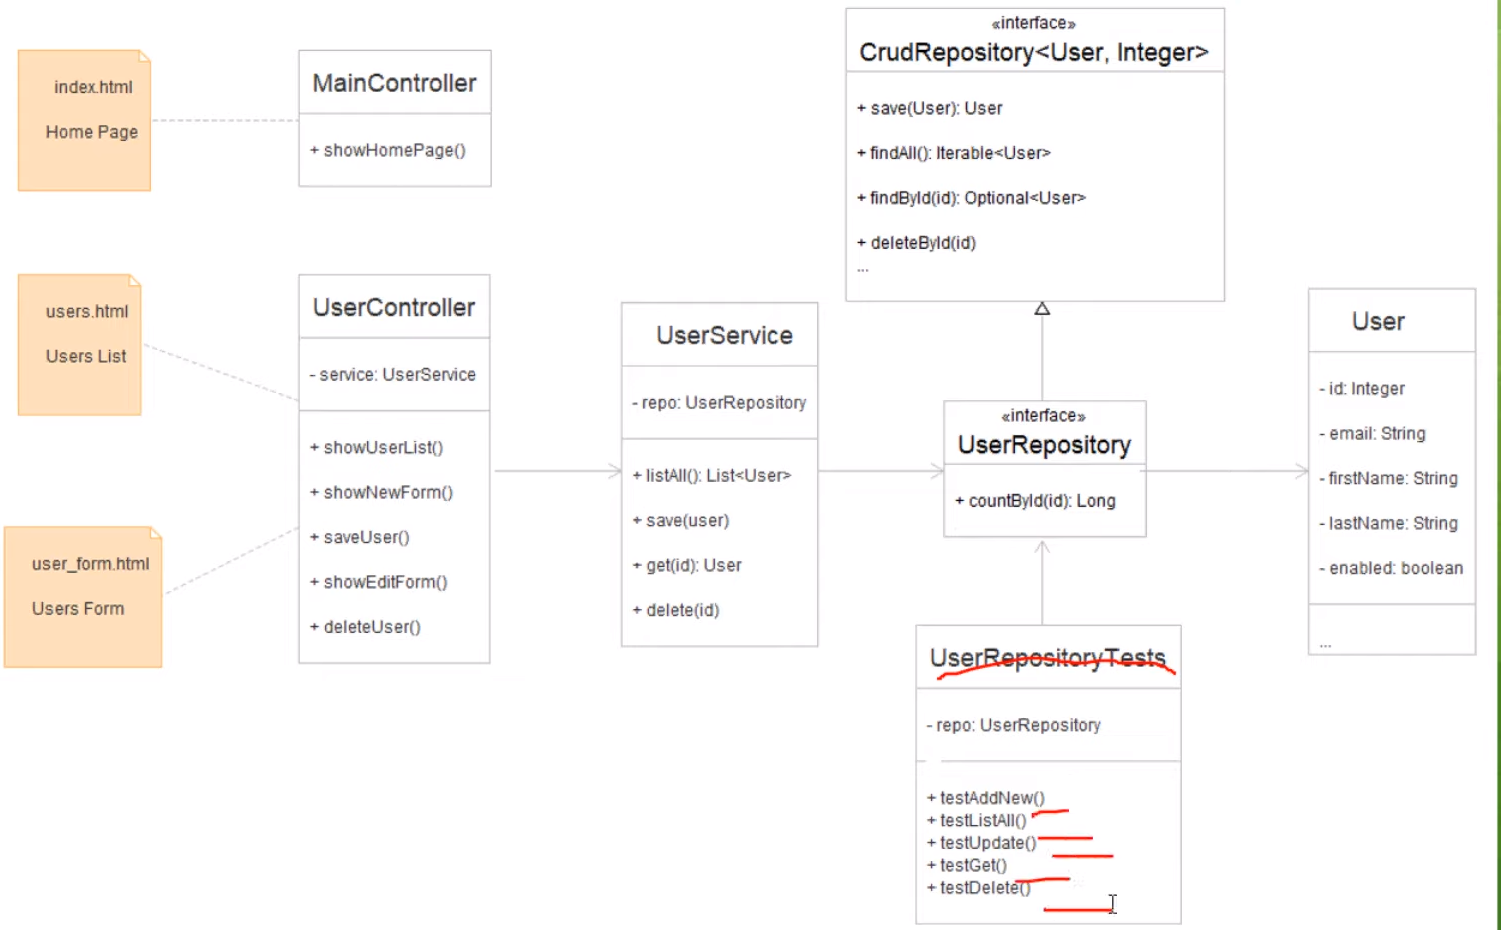 index.html
Home Page
MainController
+ showHomePage()
«interface»
CrudRepository<User, Integer>
+ save(User): User
+ findAll(): Iterable<User>
+ findById(id): Optional<User>
+ deleteById(id)
...
users.html
Users List
user_form.html
Users Form
UserController
- service: UserService
+ showUserList()
+ showNewForm()
+ saveUser()
+ showEditForm()
+ deleteUser()
UserService
- repo: UserRepository
+ listAll(): List<User>
+ save(user)
+ get(id): User
+ delete(id)
«interface»
UserRepository
+ countById(id): Long
User
- id: Integer
- email: String
- firstName: String
- lastName: String
- enabled: boolean
...
UserRepositoryTests
- repo: UserRepository
+ testAddNew()
+ testListAll()
+ testUpdate()
+ testGet()
+ testDelete()